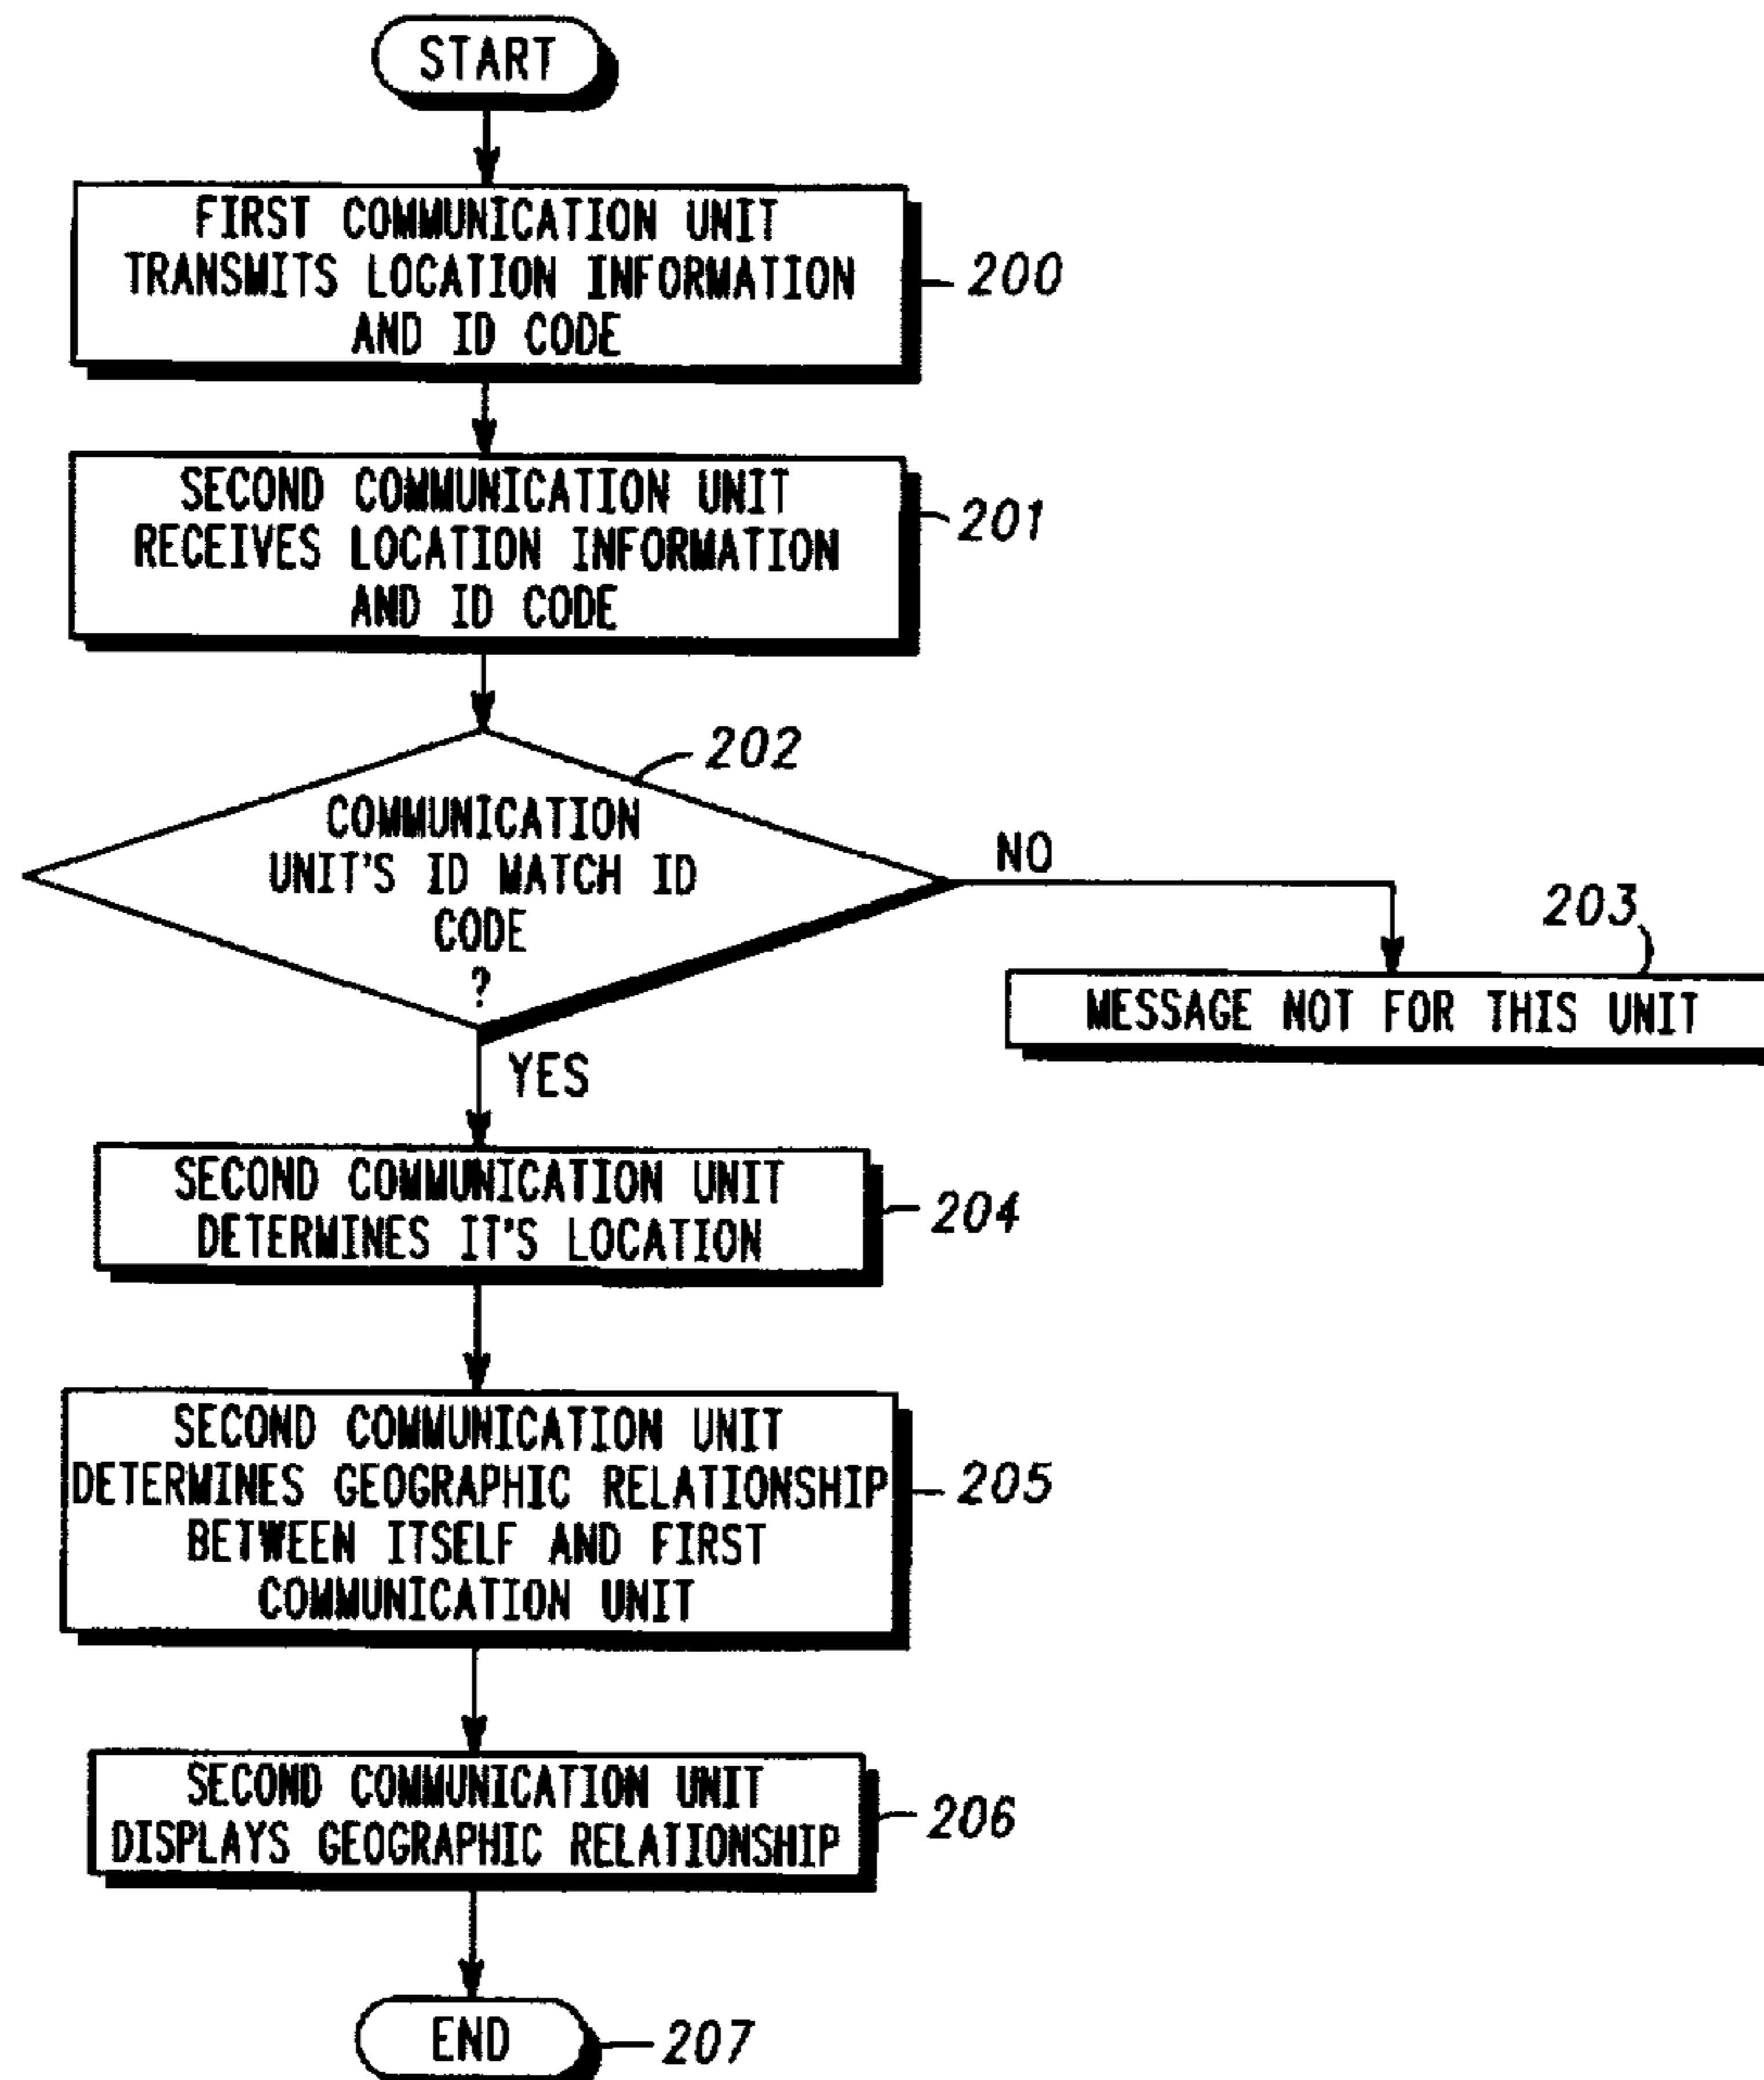 START
FIRST COMMUNICATION UNIT
TRANSMITS LOCATION INFORMATION
AND ID CODE
200
SECOND COMMUNICATION UNIT
RECEIVES LOCATION INFORMATION
AND ID CODE
201
202
COMMUNICATION
UNIT'S ID MATCH ID
CODE
?
NO
203
MESSAGE NOT FOR THIS UNIT
YES
SECOND COMMUNICATION UNIT
DETERMINES IT'S LOCATION
204
SECOND COMMUNICATION UNIT
DETERMINES GEOGRAPHIC RELATIONSHIP
BETWEEN ITSELF AND FIRST
COMMUNICATION UNIT
205
SECOND COMMUNICATION UNIT
DISPLAYS GEOGRAPHIC RELATIONSHIP
206
END
207